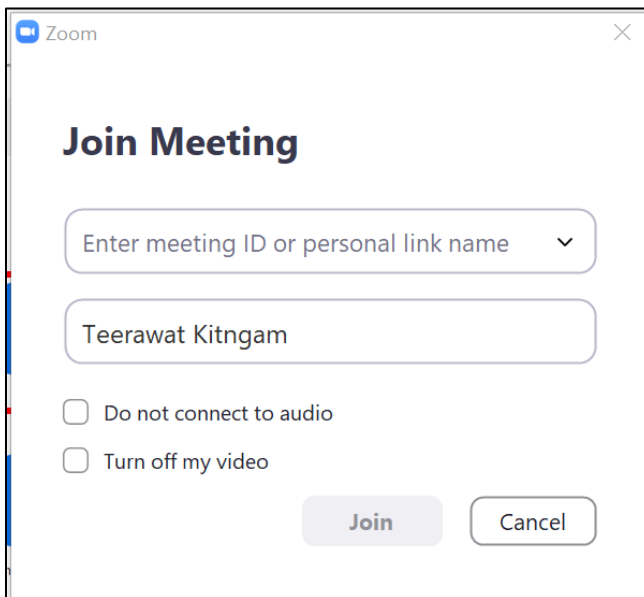 Zoom
Join Meeting
Enter meeting ID or personal link name
Teerawat Kitngam
Do not connect to audio
Turn off my video
Join Cancel